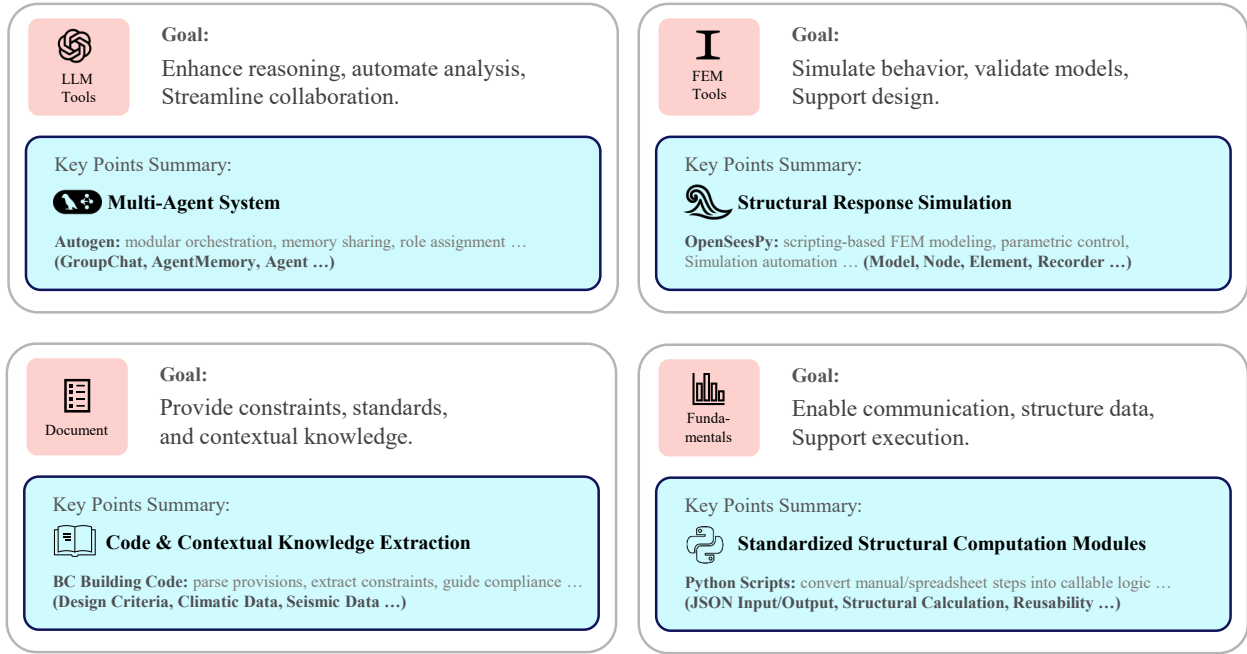 LLM
Tools
Goal:
Enhance reasoning, automate analysis,
Streamline collaboration.
Key Points Summary:
Multi-Agent System
Autogen: modular orchestration, memory sharing, role assignment …
(GroupChat, AgentMemory, Agent …)
FEM
Tools
Goal:
Simulate behavior, validate models,
Support design.
Key Points Summary:
Structural Response Simulation
OpenSeesPy: scripting-based FEM modeling, parametric control,
Simulation automation … (Model, Node, Element, Recorder …)
Document
Goal:
Provide constraints, standards,
and contextual knowledge.
Key Points Summary:
Code & Contextual Knowledge Extraction
BC Building Code: parse provisions, extract constraints, guide compliance …
(Design Criteria, Climatic Data, Seismic Data …)
Funda-
mentals
Goal:
Enable communication, structure data,
Support execution.
Key Points Summary:
Standardized Structural Computation Modules
Python Scripts: convert manual/spreadsheet steps into callable logic …
(JSON Input/Output, Structural Calculation, Reusability …)